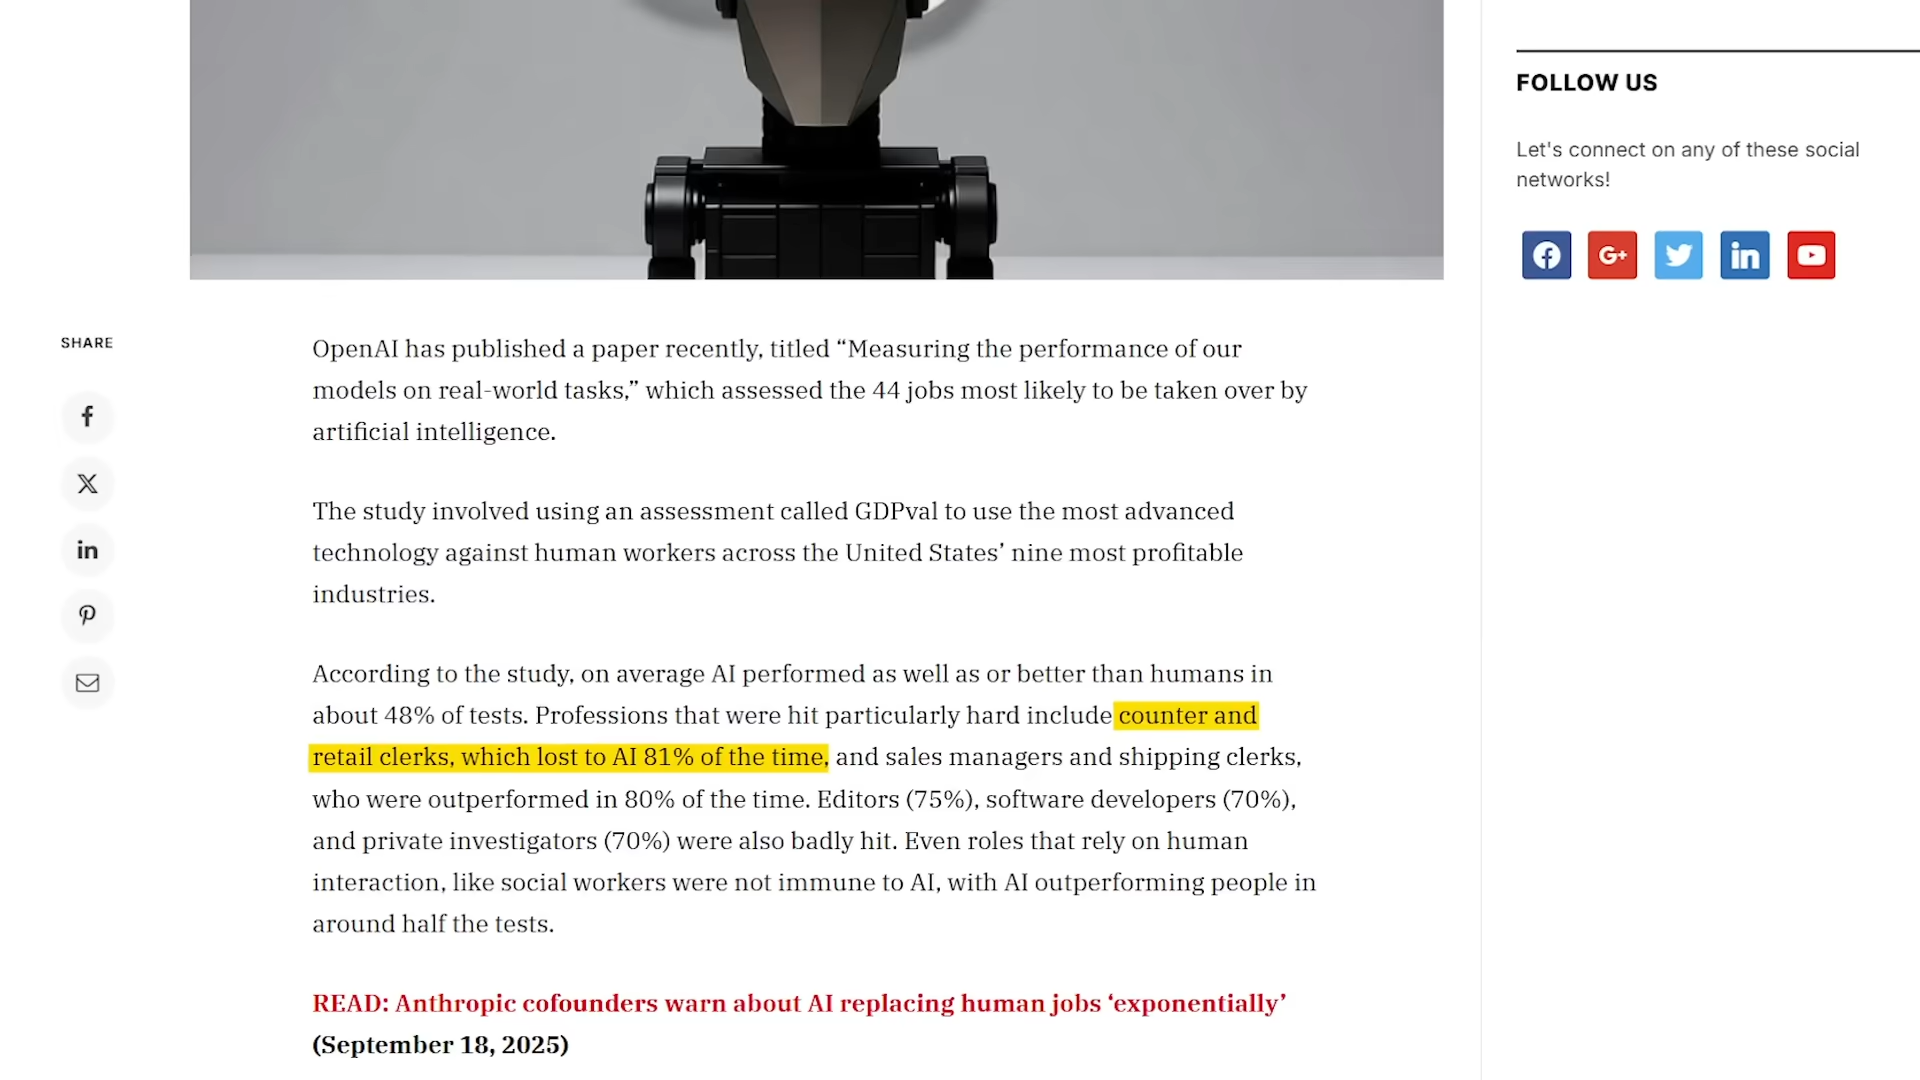 FOLLOW US
Let's connect on any of these social
networks!
SHARE
OpenAI has published a paper recently, titled “Measuring the performance of our
models on real-world tasks,” which assessed the 44 jobs most likely to be taken over by
artificial intelligence.
The study involved using an assessment called GDPval to use the most advanced
technology against human workers across the United States’ nine most profitable
industries.
According to the study, on average AI performed as well as or better than humans in
about 48% of tests. Professions that were hit particularly hard include counter and
retail clerks, which lost to AI 81% of the time, and sales managers and shipping clerks,
who were outperformed in 80% of the time. Editors (75%), software developers (70%),
and private investigators (70%) were also badly hit. Even roles that rely on human
interaction, like social workers were not immune to AI, with AI outperforming people in
around half the tests.
READ: Anthropic cofounders warn about AI replacing human jobs ‘exponentially’
(September 18, 2025)